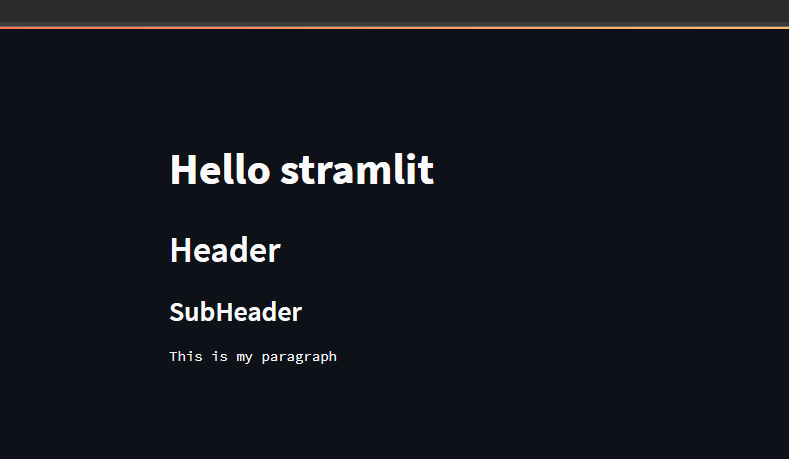 Hello stramlit
Header
SubHeader
This is my paragraph